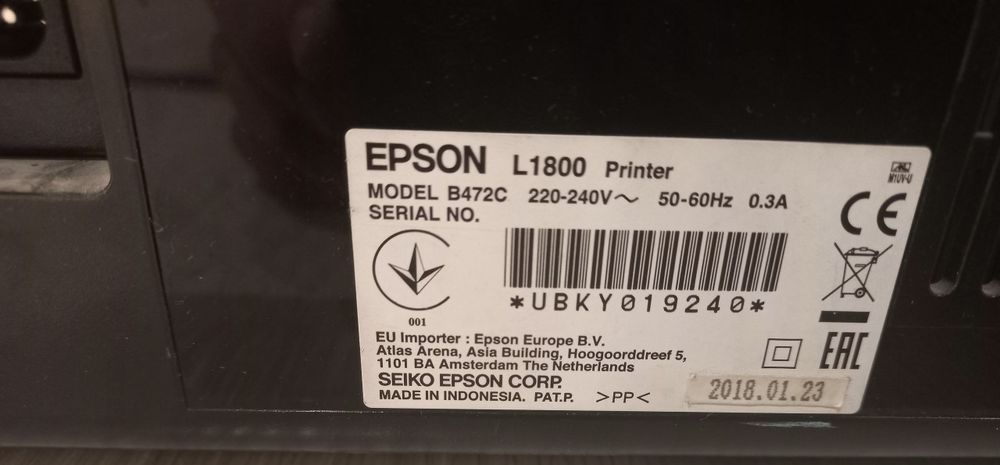 EPSON L1800 Printer
MODEL B472C 220-240V~ 50-60Hz 0.3A
SERIAL NO.
M1UV-U
CE
*UBKY019240*
001
EU Importer : Epson Europe B.V.
Atlas Arena, Asia Building, Hoogoorddreef 5,
1101 BA Amsterdam The Netherlands
SEIKO EPSON CORP.
MADE IN INDONESIA. PAT.P. >PP<
EAC
2018.01.23